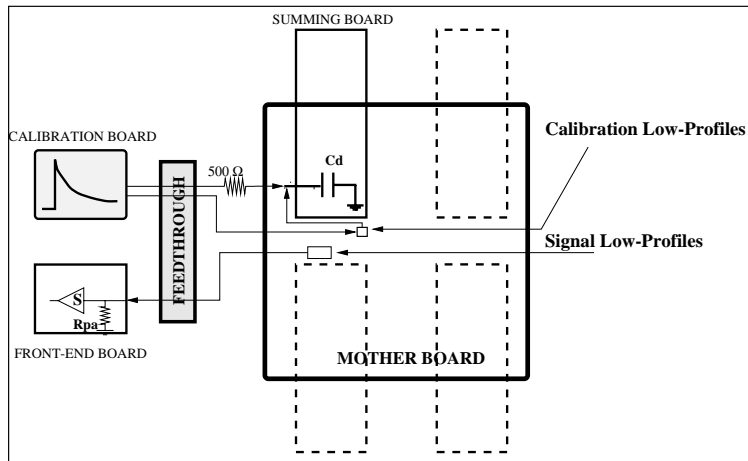 SUMMING BOARD
CALIBRATION BOARD
Calibration Low-Profiles
500 Ω
Cd
FEEDTHROUGH
Signal Low-Profiles
S
Rpa
FRONT-END BOARD
MOTHER BOARD